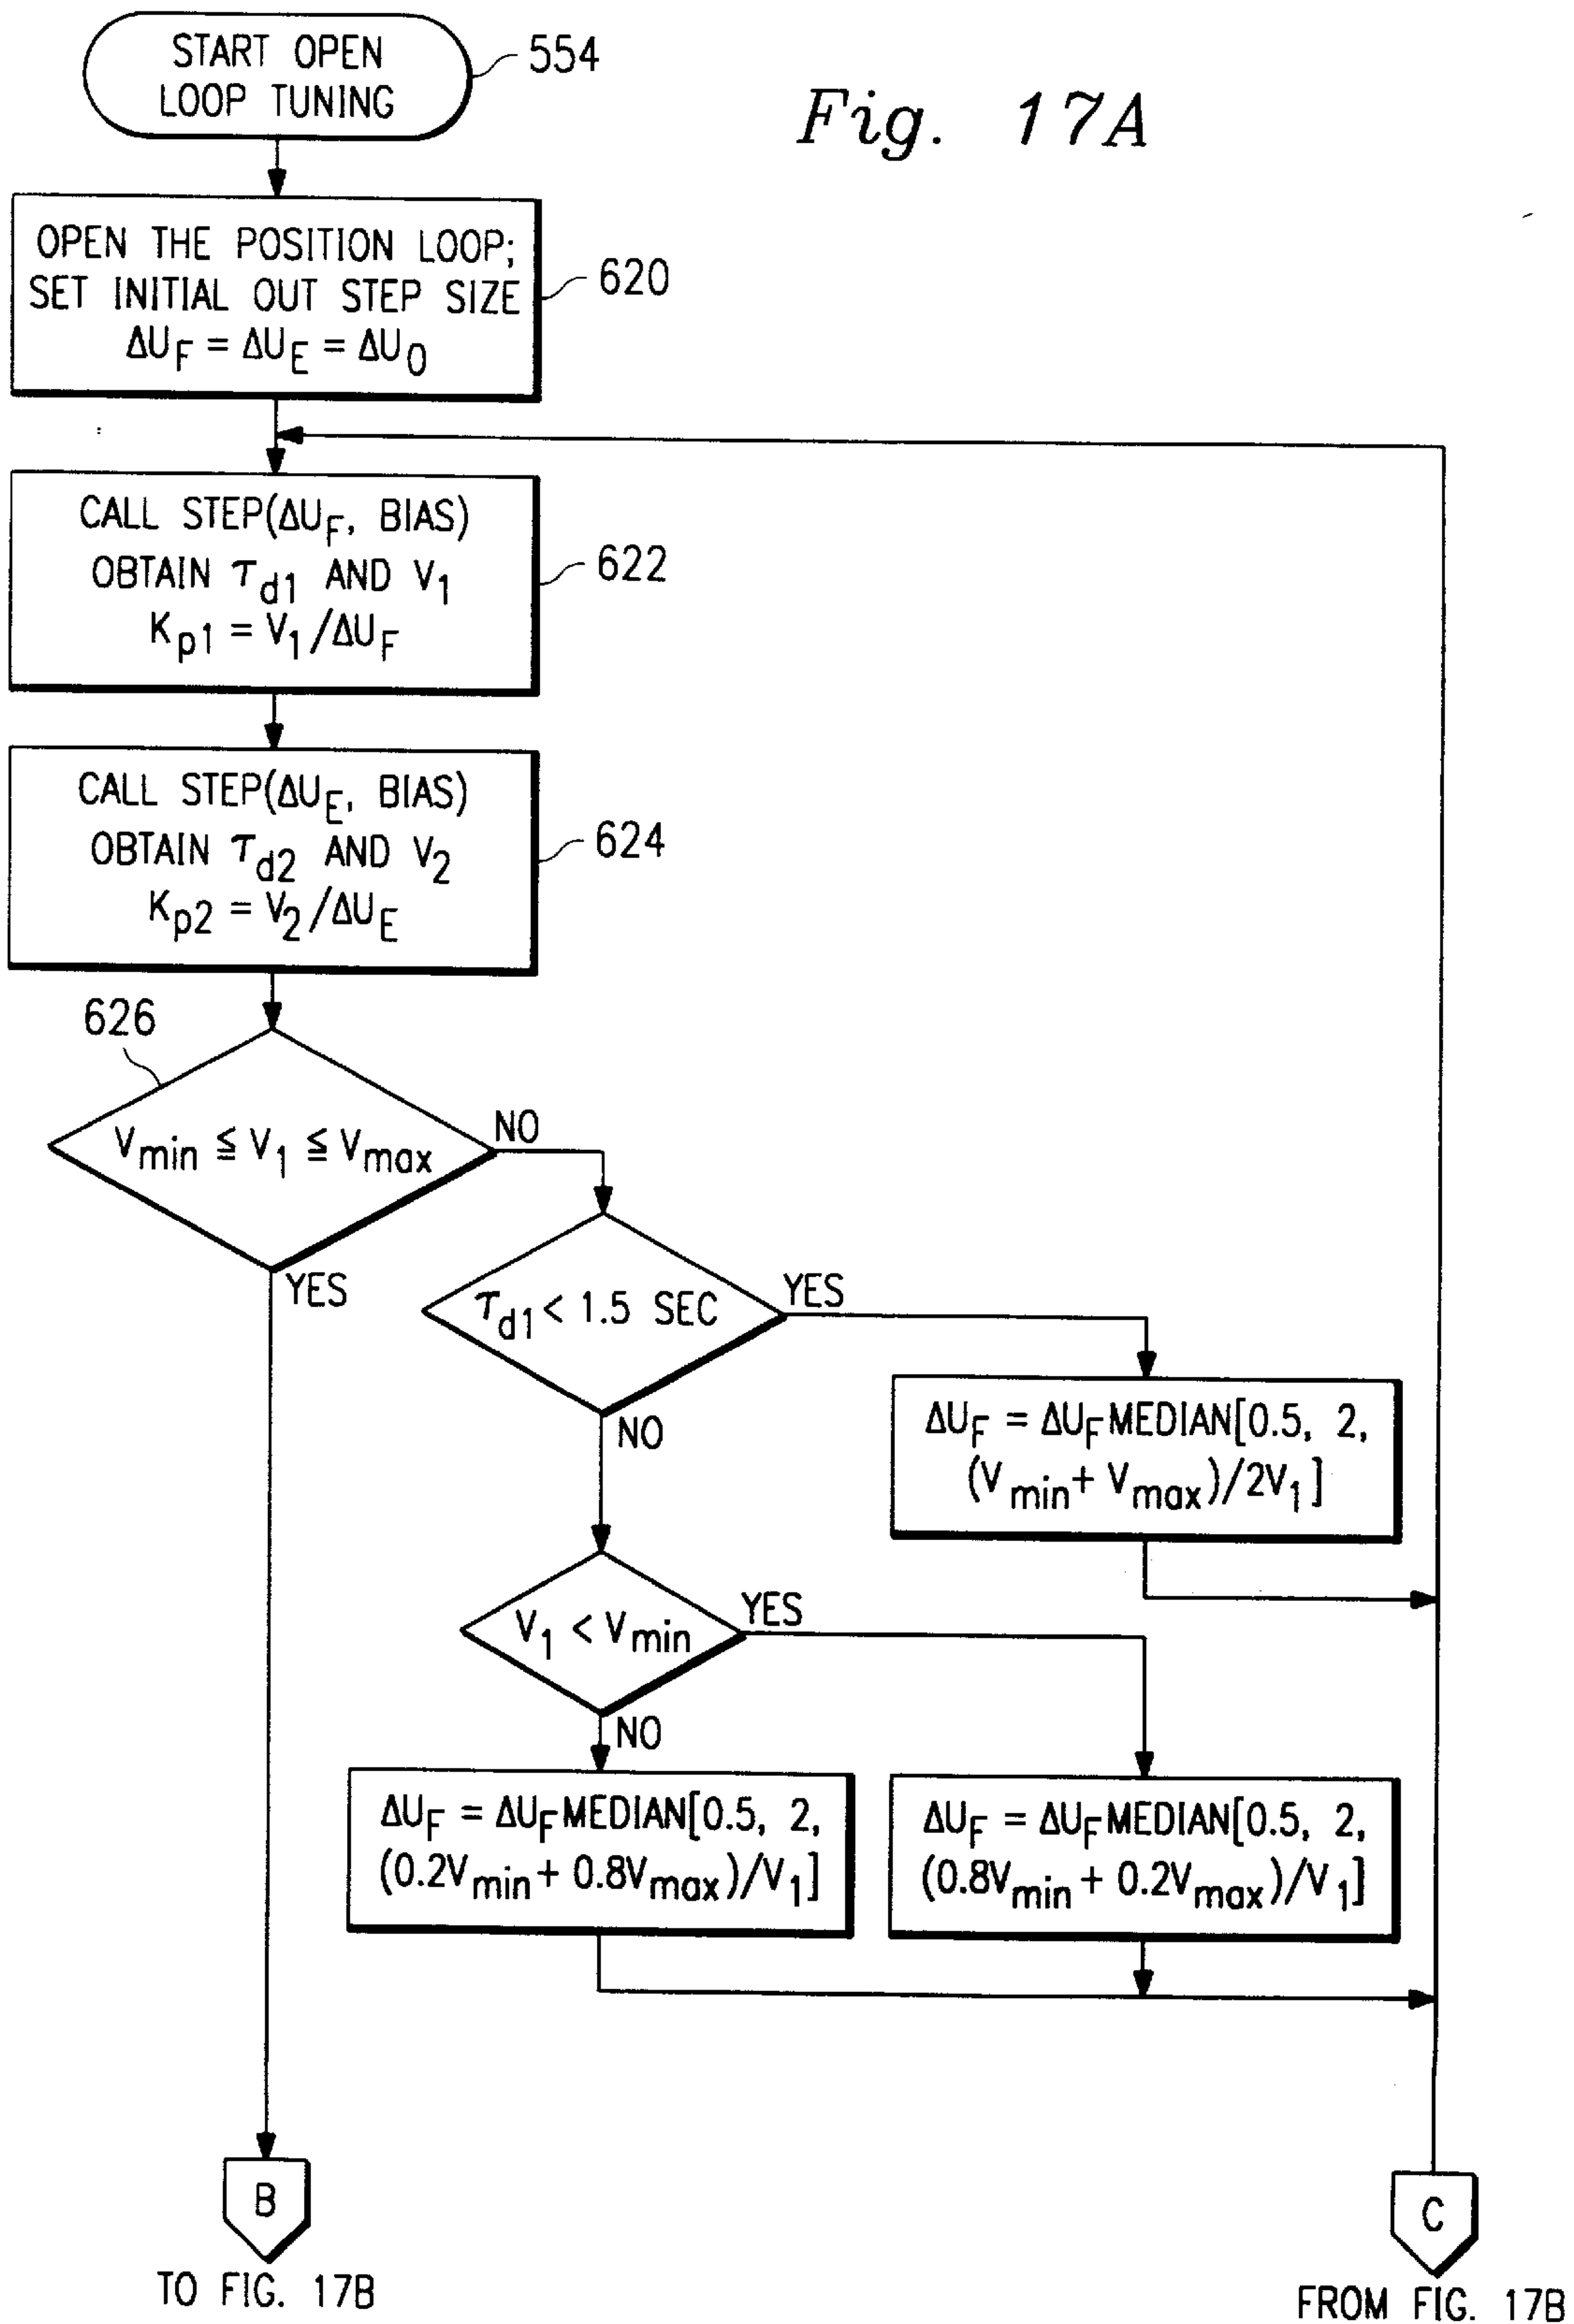 START OPEN
LOOP TUNING
554
Fig. 17A
OPEN THE POSITION LOOP;
SET INITIAL OUT STEP SIZE
ΔU_F = ΔU_E = ΔU_0
620
CALL STEP(ΔU_F, BIAS)
OBTAIN τ_d1 AND V_1
K_p1 = V_1/ΔU_F
622
CALL STEP(ΔU_E, BIAS)
OBTAIN τ_d2 AND V_2
K_p2 = V_2/ΔU_E
624
626
V_min ≦ V_1 ≦ V_max
NO
YES
τ_d1 < 1.5 SEC
YES
NO
ΔU_F = ΔU_F MEDIAN[0.5, 2,
(V_min + V_max)/2V_1]
V_1 < V_min
YES
NO
ΔU_F = ΔU_F MEDIAN[0.5, 2,
(0.2V_min + 0.8V_max)/V_1]
ΔU_F = ΔU_F MEDIAN[0.5, 2,
(0.8V_min + 0.2V_max)/V_1]
B
TO FIG. 17B
C
FROM FIG. 17B